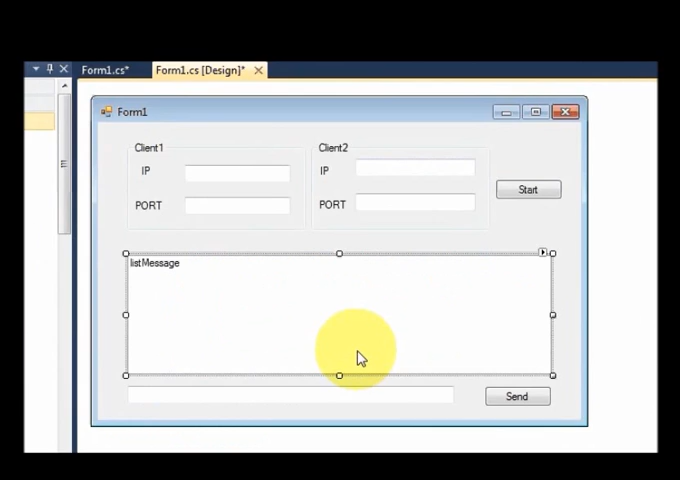 Form1.cs* Form1.cs [Design]*
Form1
Client1 Client2
IP IP
Start
PORT PORT
listMessage
Send